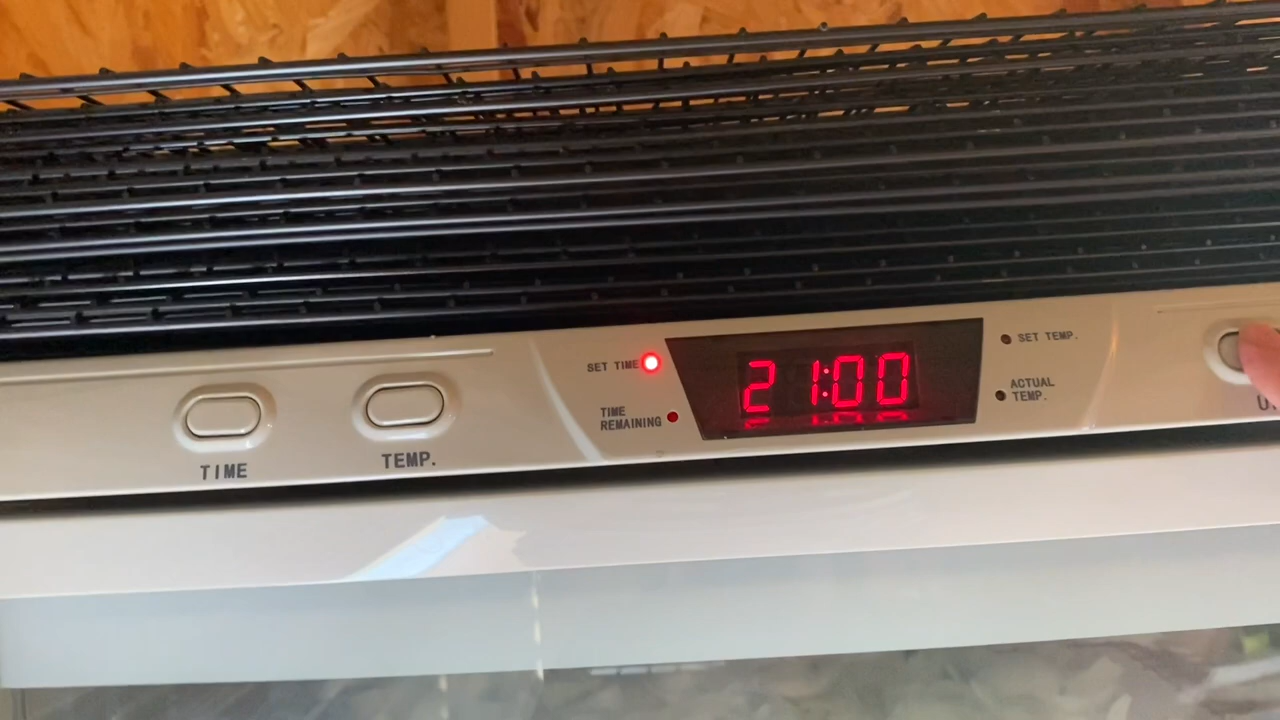 TIME
TEMP.
SET TIME
TIME
REMAINING
21:00
SET TEMP.
ACTUAL
TEMP.